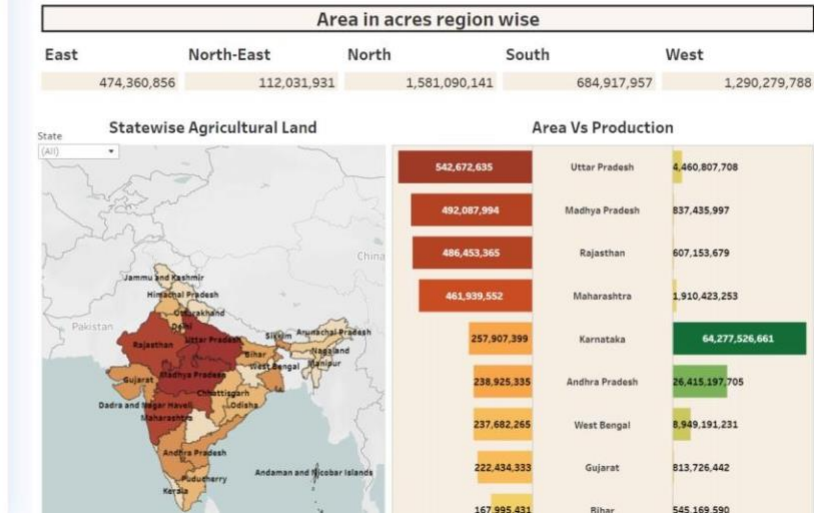 Area in acres region wise
East North-East North South West
474,360,856 112,031,931 1,581,090,141 684,917,957 1,290,279,788
Statewise Agricultural Land
State
(All)
China
Jammu and Kashmir
Himachal Pradesh
Uttarakhand
Pakistan
Delhi
Sikkim
Arunachal Pradesh
Rajasthan
Uttar Pradesh
Nagaland
Bihar
Manipur
West Bengal
Gujarat
Madhya Pradesh
Chhattisgarh
Dadra and Nagar Haveli
Odisha
Maharashtra
Andhra Pradesh
Andaman and Nicobar Islands
Puducherry
Kerala
Area Vs Production
542,672,635 Uttar Pradesh 4,460,807,708
492,087,994 Madhya Pradesh 837,435,997
486,453,365 Rajasthan 607,153,679
461,939,552 Maharashtra 1,910,423,253
257,907,399 Karnataka 64,277,526,661
238,925,335 Andhra Pradesh 26,415,197,705
237,682,265 West Bengal 8,949,191,231
222,434,333 Gujarat 813,726,442
167,995,431 Bihar 545,169,590